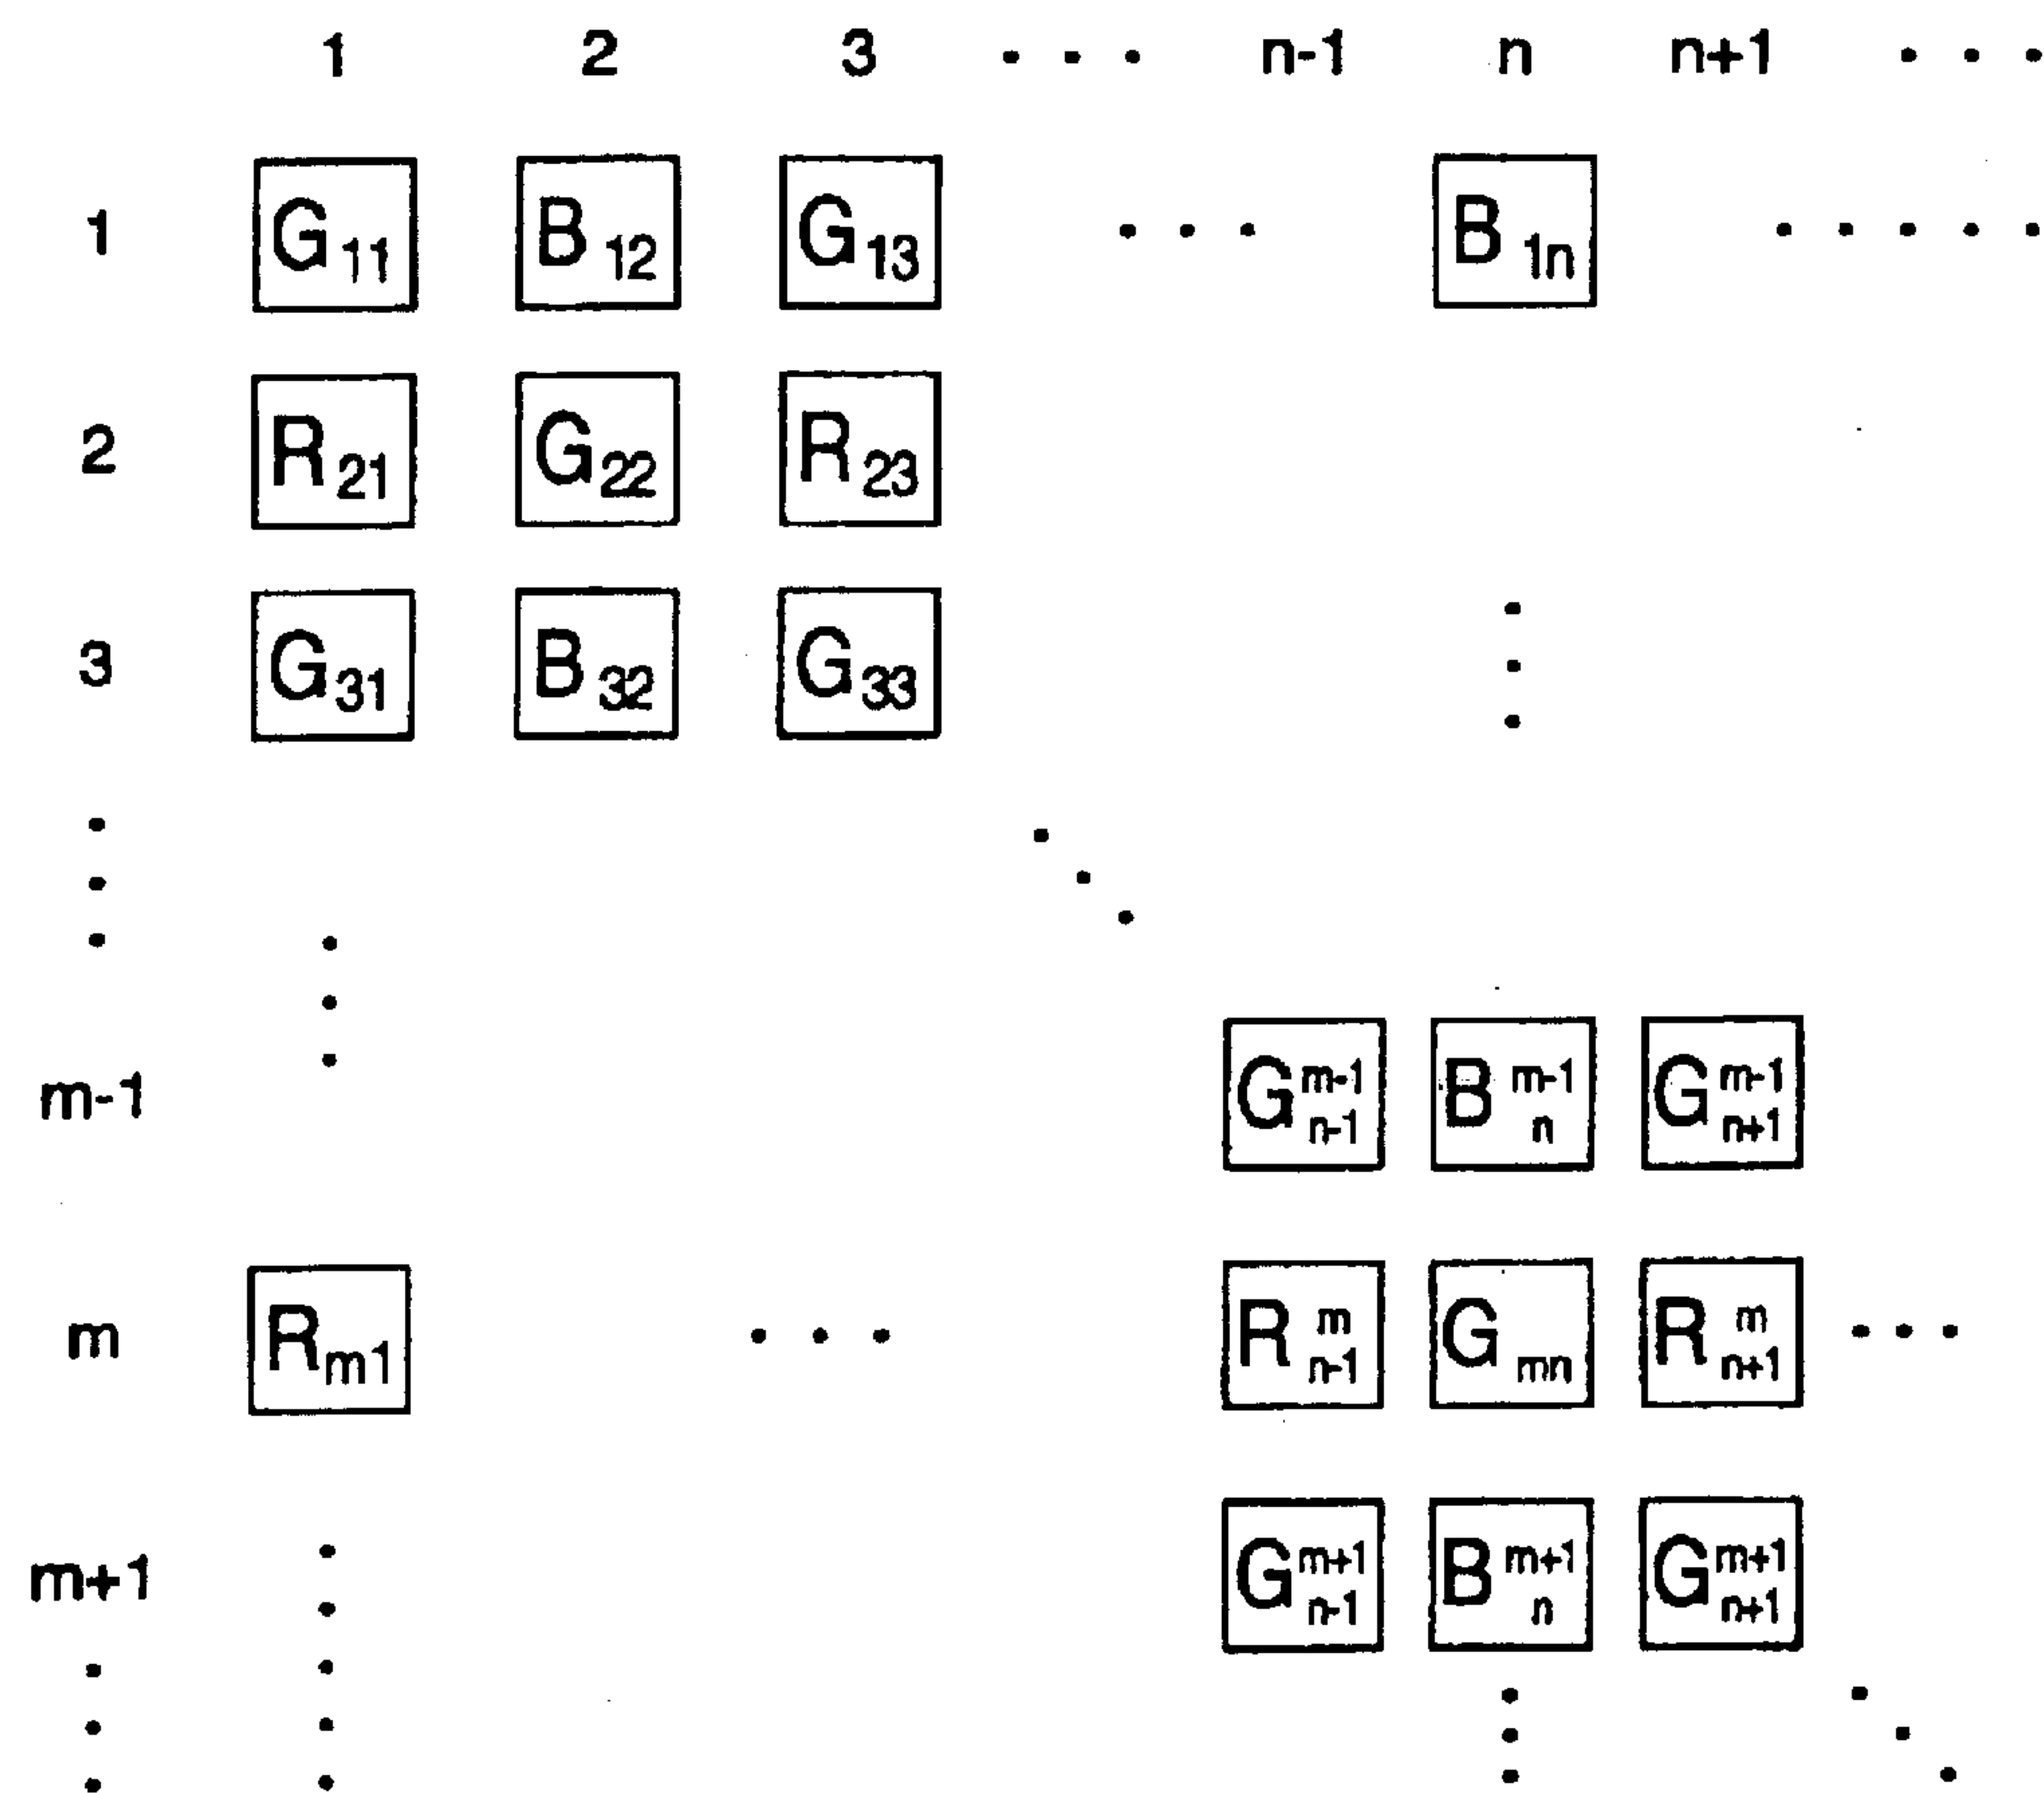 1 2 3 . . . n-1 n n+1 . . .
1 G11 B12 G13 . . . B1n . . . . .
2 R21 G22 R23
3 G31 B32 G33
m-1 G m-1 n-1 B m-1 n G m-1 n+1
m Rm1 . . . R m n-1 G mn R m n+1 . . .
m+1 G m+1 n-1 B m+1 n G m+1 n+1